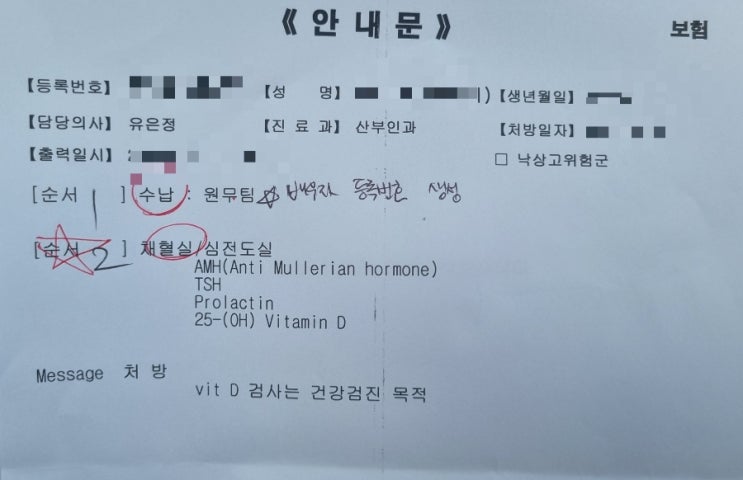 《 안 내 문 》
보험
【등록번호】 【성 명】 )【생년월일】
【담당의사】 유은정 【진 료 과】 산부인과 【처방일자】
【출력일시】 □ 낙상고위험군
[순서 1 ] 수납 : 원무팀 ☆ 배우자 등록번호 생성
[순서 2 ] 채혈실/심전도실
AMH(Anti Mullerian hormone)
TSH
Prolactin
25-(OH) Vitamin D
Message 처 방
vit D 검사는 건강검진 목적